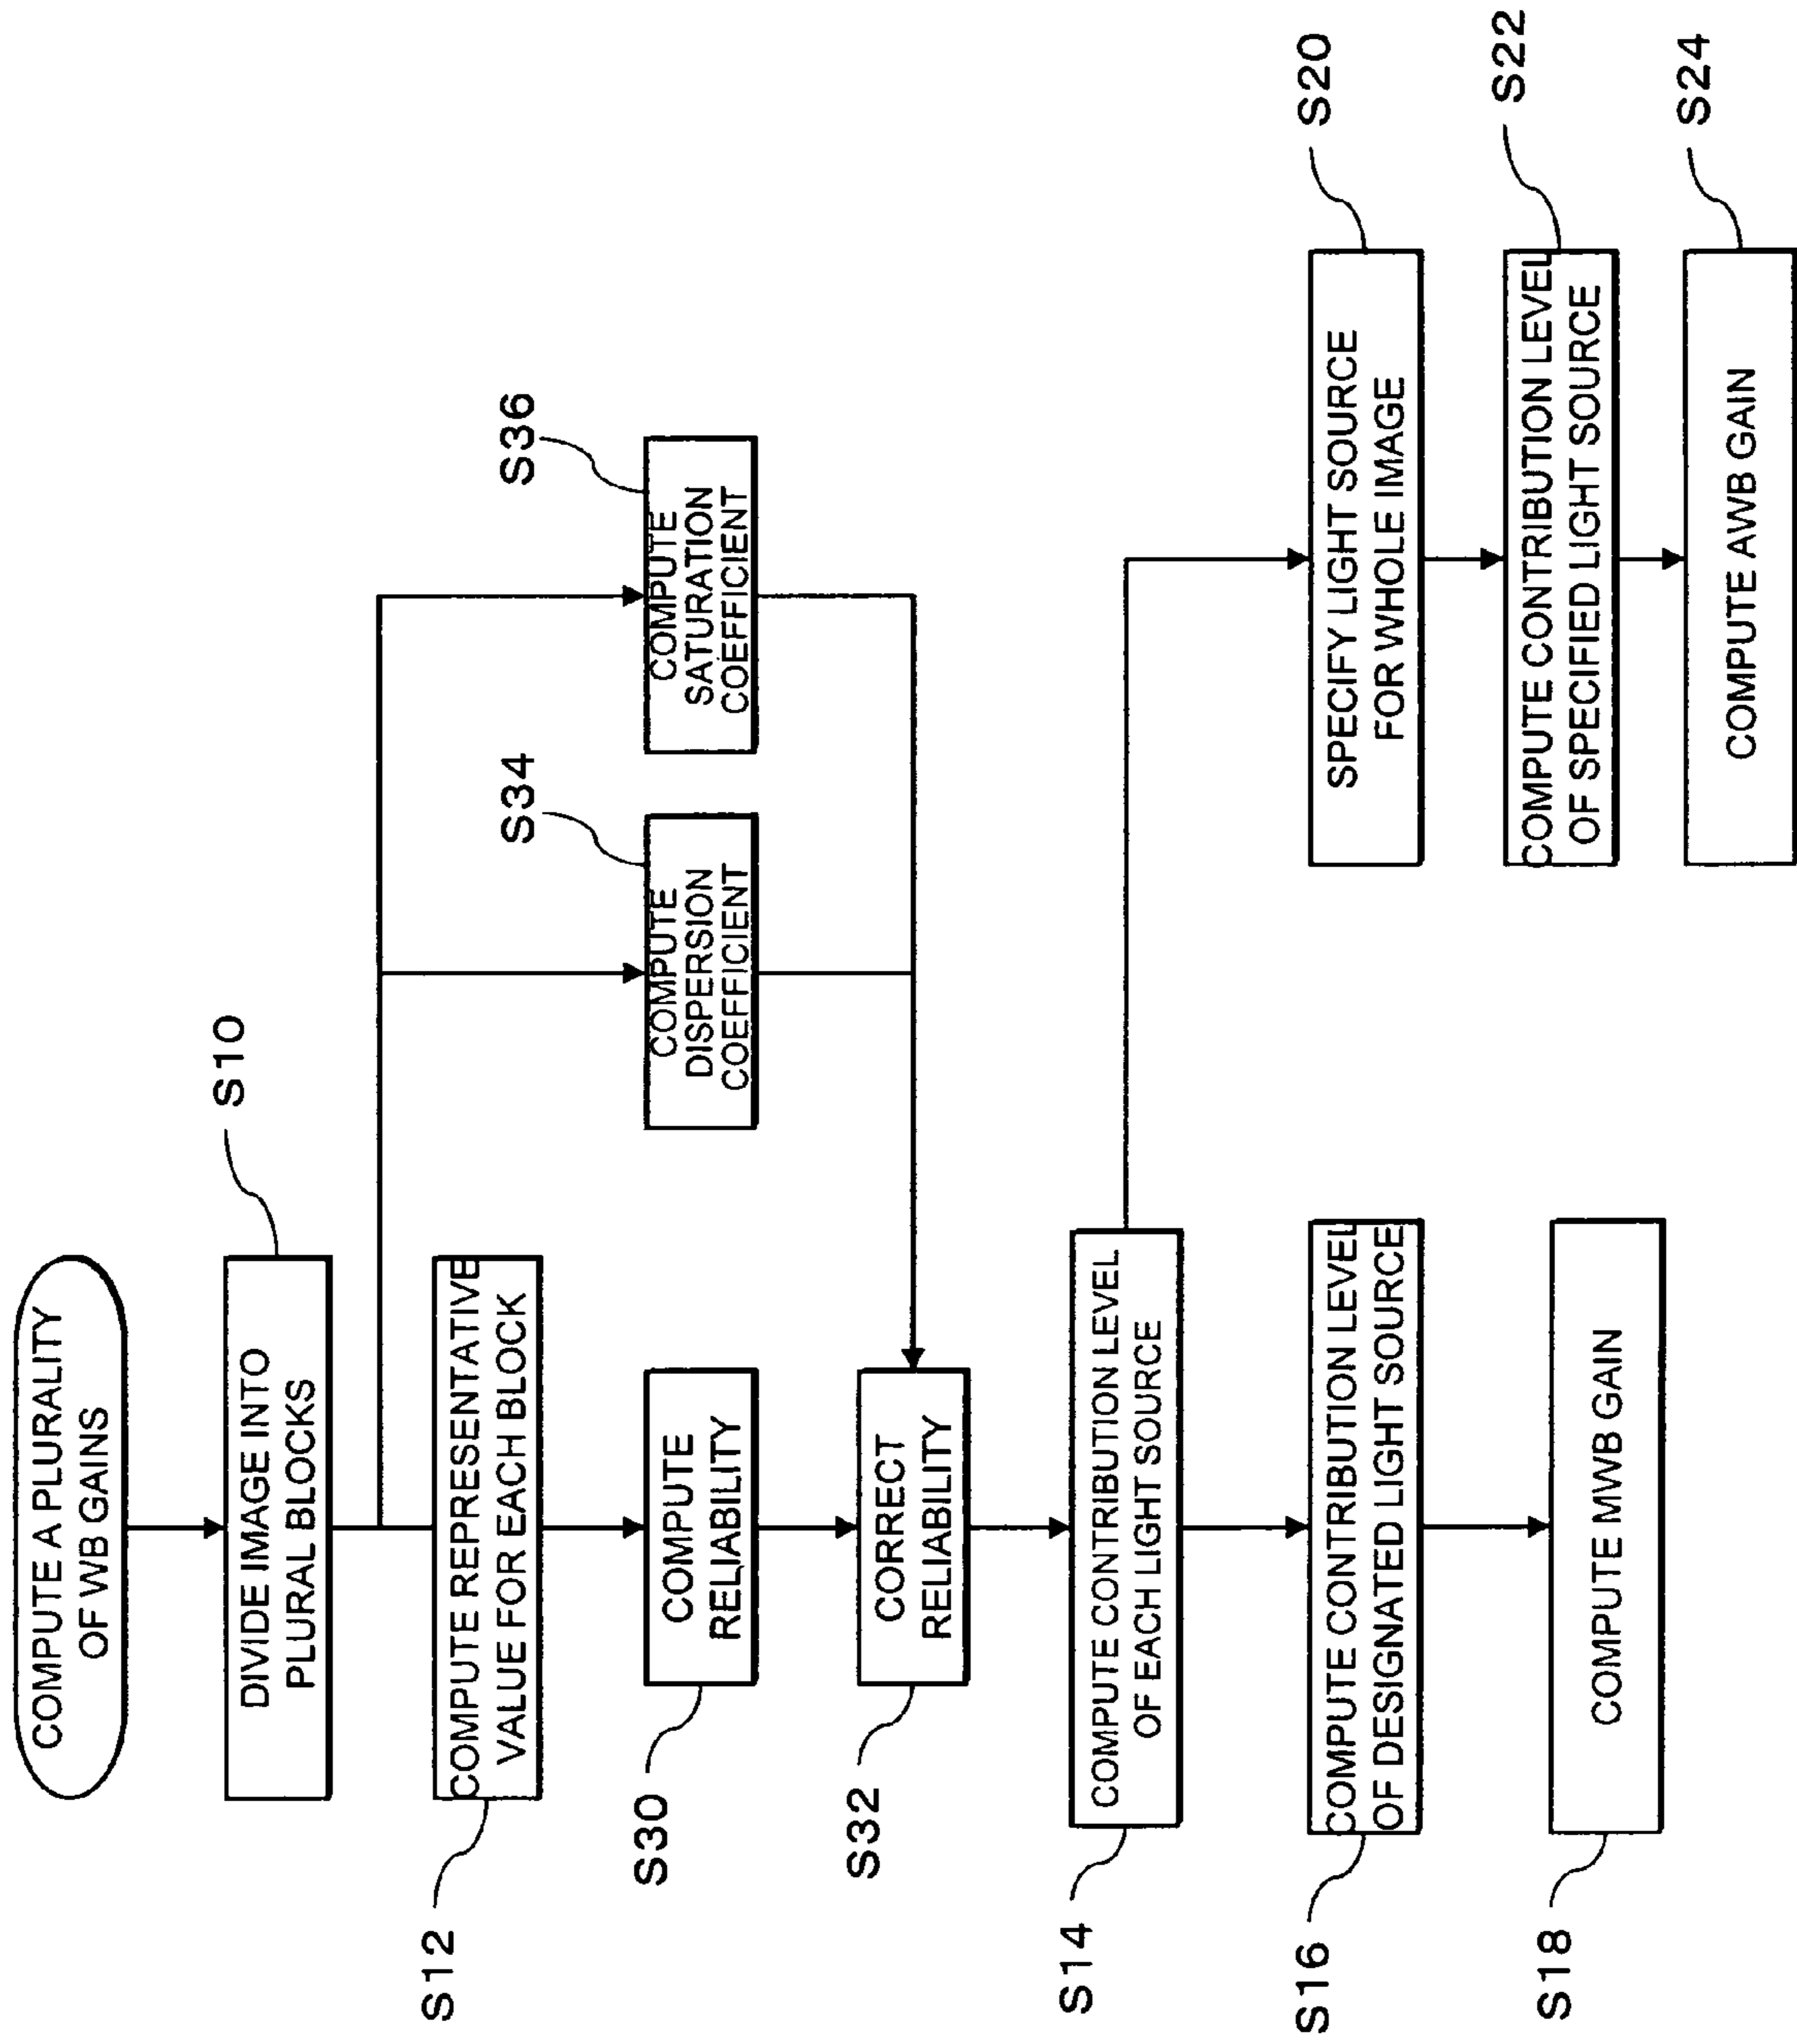 COMPUTE A PLURALITY
OF WB GAINS
S10
DIVIDE IMAGE INTO
PLURAL BLOCKS
S12
COMPUTE REPRESENTATIVE
VALUE FOR EACH BLOCK
S30
COMPUTE
RELIABILITY
S34
COMPUTE
DISPERSION
COEFFICIENT
S36
COMPUTE
SATURATION
COEFFICIENT
S32
CORRECT
RELIABILITY
S14
COMPUTE CONTRIBUTION LEVEL
OF EACH LIGHT SOURCE
S16
COMPUTE CONTRIBUTION LEVEL
OF DESIGNATED LIGHT SOURCE
S18
COMPUTE MWB GAIN
S20
SPECIFY LIGHT SOURCE
FOR WHOLE IMAGE
S22
COMPUTE CONTRIBUTION LEVEL
OF SPECIFIED LIGHT SOURCE
S24
COMPUTE AWB GAIN